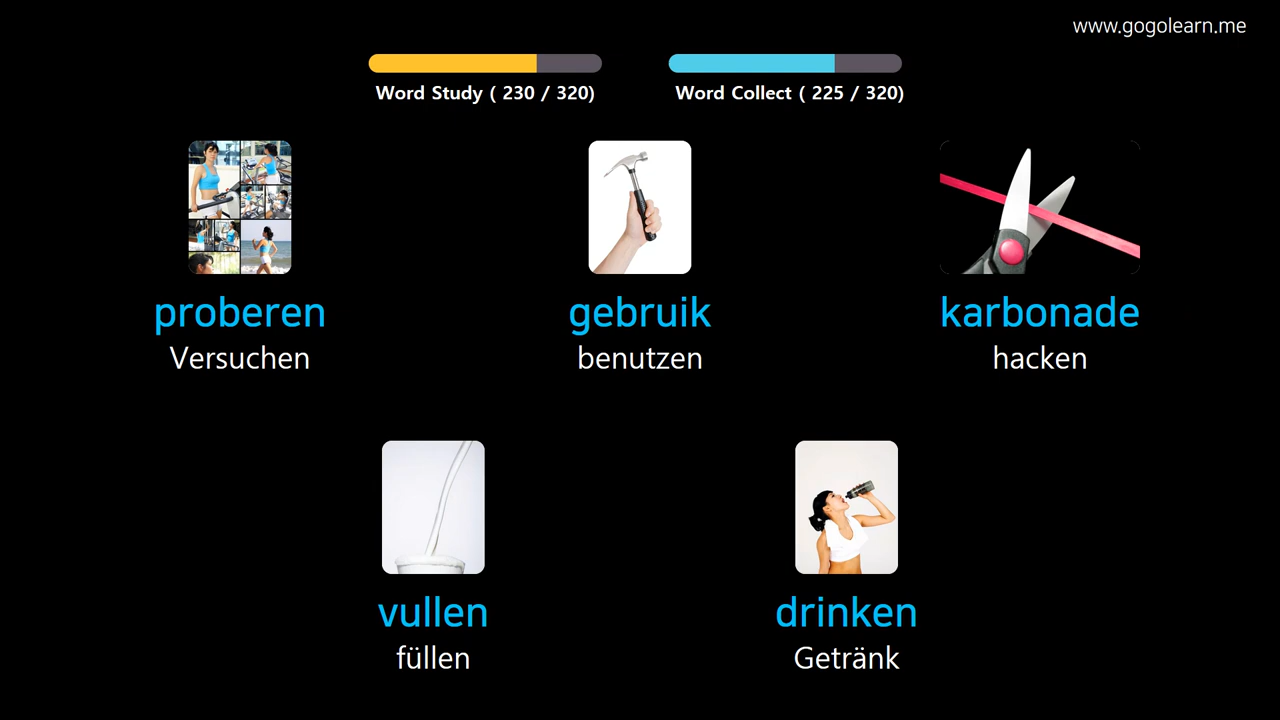 www.gogolearn.me
Word Study ( 230 / 320)
Word Collect ( 225 / 320)
proberen
Versuchen
gebruik
benutzen
karbonade
hacken
vullen
füllen
drinken
Getränk